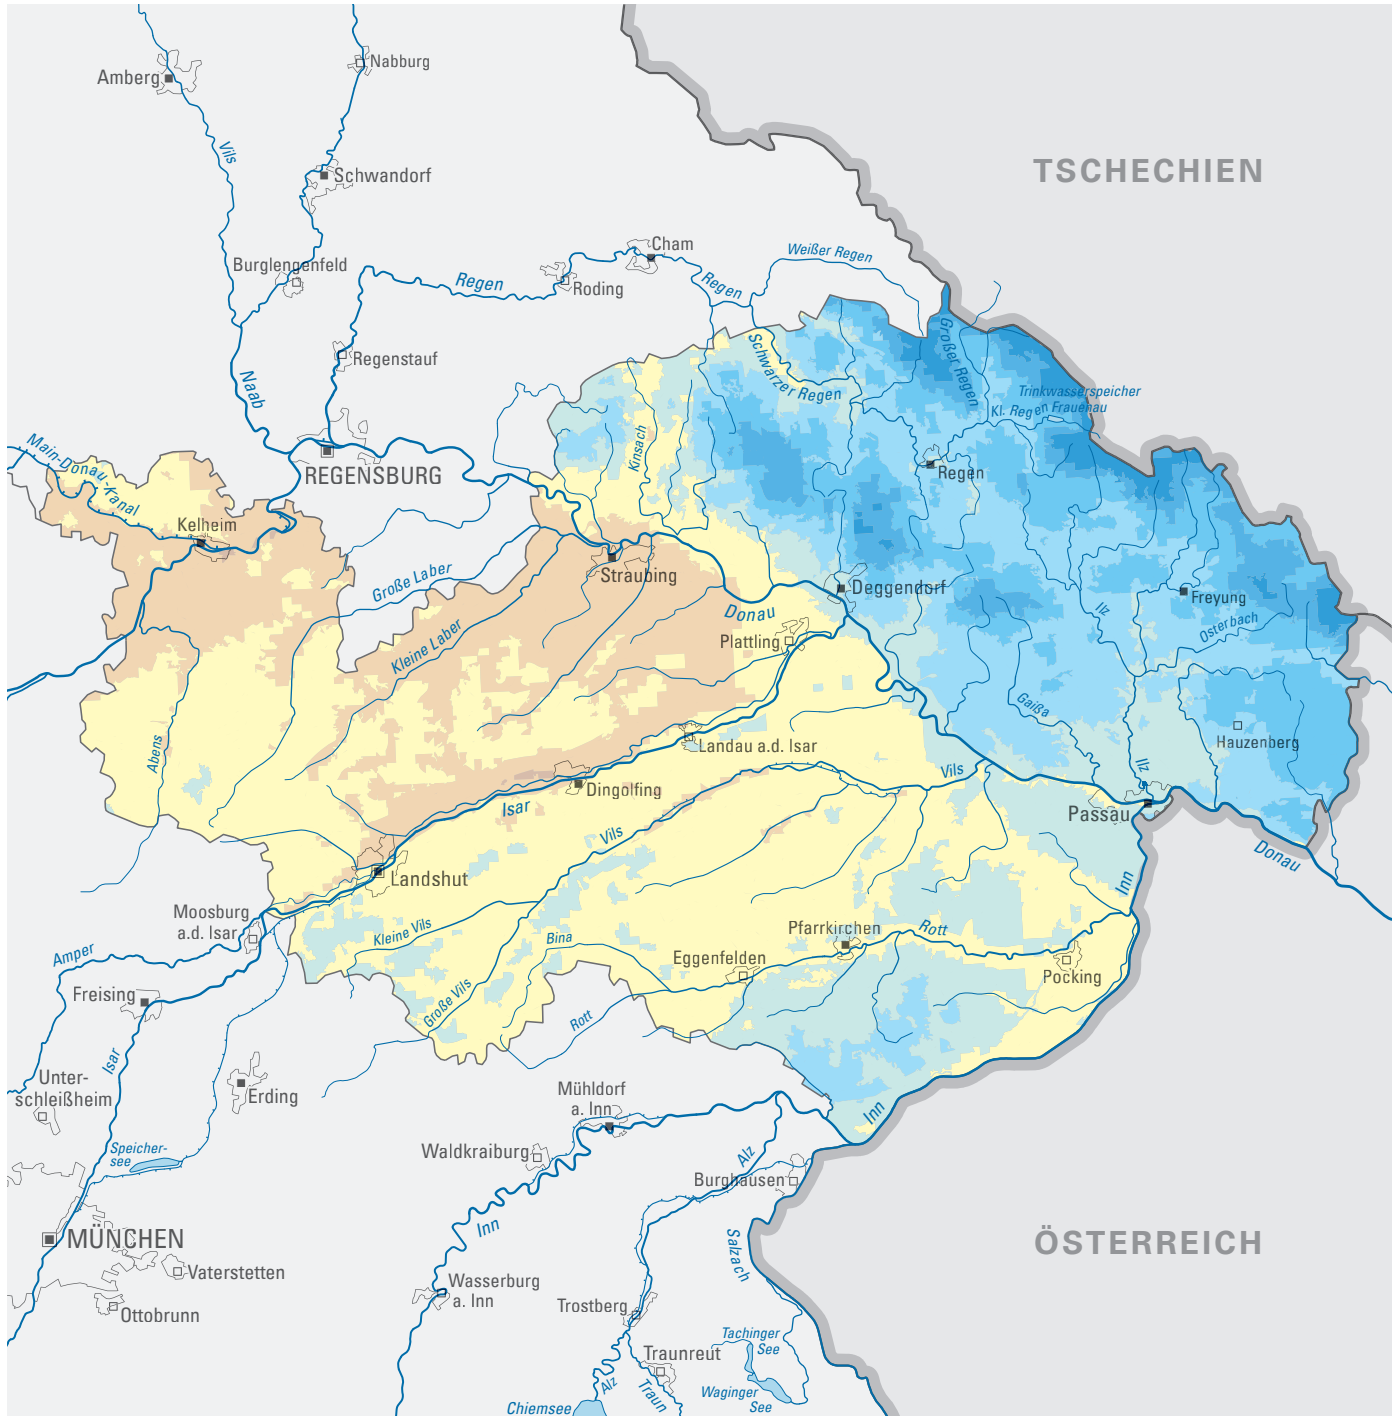 Amberg
Nabburg
Vils
Schwandorf
TSCHECHIEN
Burglengenfeld
Cham
Weißer Regen
Regen
Roding
Regen
Regenstauf
Naab
Schwarzer Regen
Großer Regen
Trinkwasserspeicher
Frauenau
Kl. Regen
Main-Donau-Kanal
REGENSBURG
Kinsach
Regen
Kelheim
Große Laber
Straubing
Deggendorf
Donau
Freyung
Ilz
Osterbach
Kleine Laber
Plattling
Gaißa
Abens
Landau a.d. Isar
Hauzenberg
Dingolfing
Isar
Vils
Ilz
Passau
Vils
Donau
Landshut
Inn
Moosburg
a.d. Isar
Kleine Vils
Bina
Pfarrkirchen
Rott
Amper
Eggenfelden
Pocking
Freising
Große Vils
Rott
Isar
Unter-
schleißheim
Erding
Mühldorf
a. Inn
Inn
Speicher-
see
Waldkraiburg
Alz
Burghausen
MÜNCHEN
Inn
Salzach
ÖSTERREICH
Vaterstetten
Wasserburg
a. Inn
Ottobrunn
Trostberg
Tachinger
See
Traunreut
Alz
Traun
Waginger
See
Chiemsee